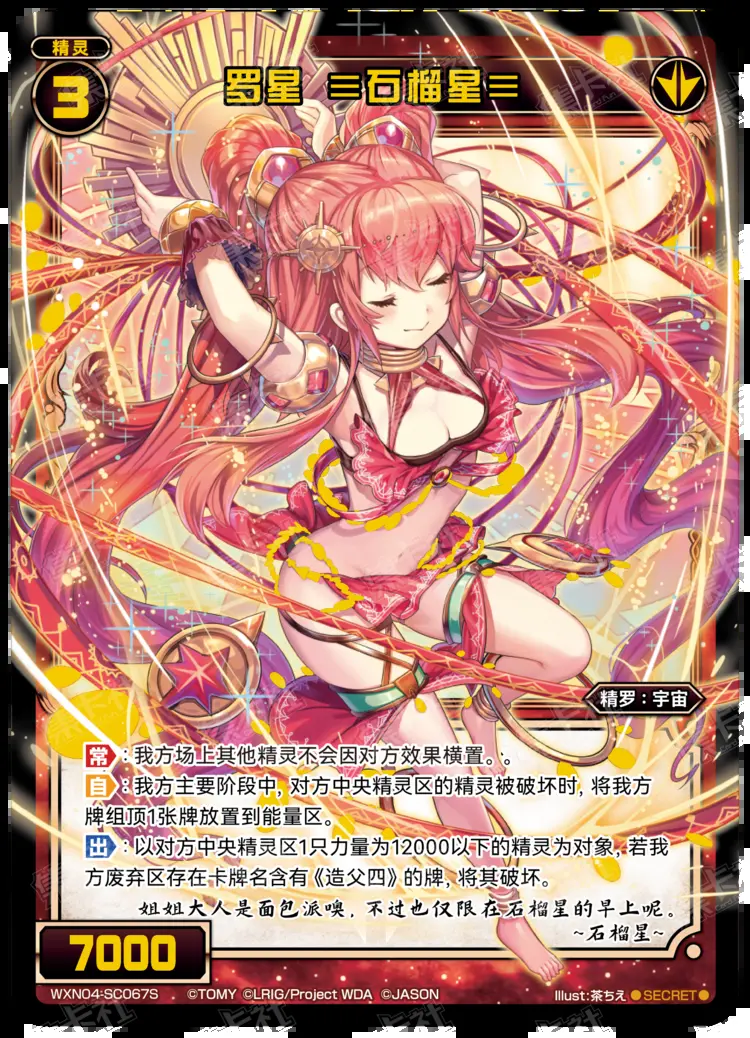 精灵
3
罗星 ≡石榴星≡
精罗：宇宙
常：我方场上其他精灵不会因对方效果横置。.
自：我方主要阶段中，对方中央精灵区的精灵被破坏时，将我方
牌组顶1张牌放置到能量区。
出：以对方中央精灵区1只力量为12000以下的精灵为对象，若我
方废弃区存在卡牌名含有《造父四》的牌，将其破坏。
姐姐大人是面包派噢，不过也仅限在石榴星的早上呢。
~石榴星~
7000
WXN04-SC067S ©TOMY ©LRIG/Project WDA ©JASON
Illust:茶ちえ ●SECRET●
集卡社